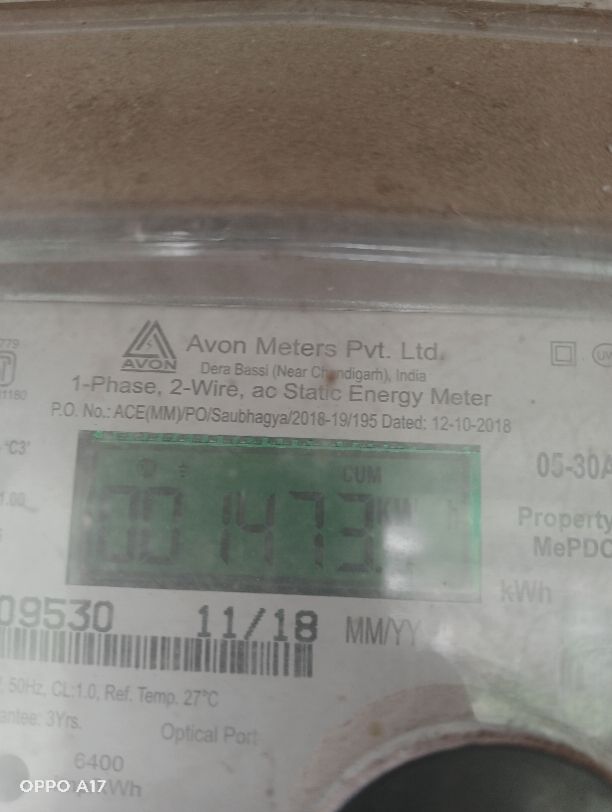 Avon Meters Pvt. Ltd.
AVON
Dera Bassi (Near Chandigarh), India
1-Phase, 2-Wire, ac Static Energy Meter
P.O. No.: ACE(MM)/PO/Saubhagya/2018-19/195 Dated: 12-10-2018
CUM
001473
05-30A
Property
MePDC
kWh
09530 11/18 MM/YY
50Hz, CL:1.0, Ref. Temp. 27°C
3Yrs.
Optical Port
6400
OPPO A17